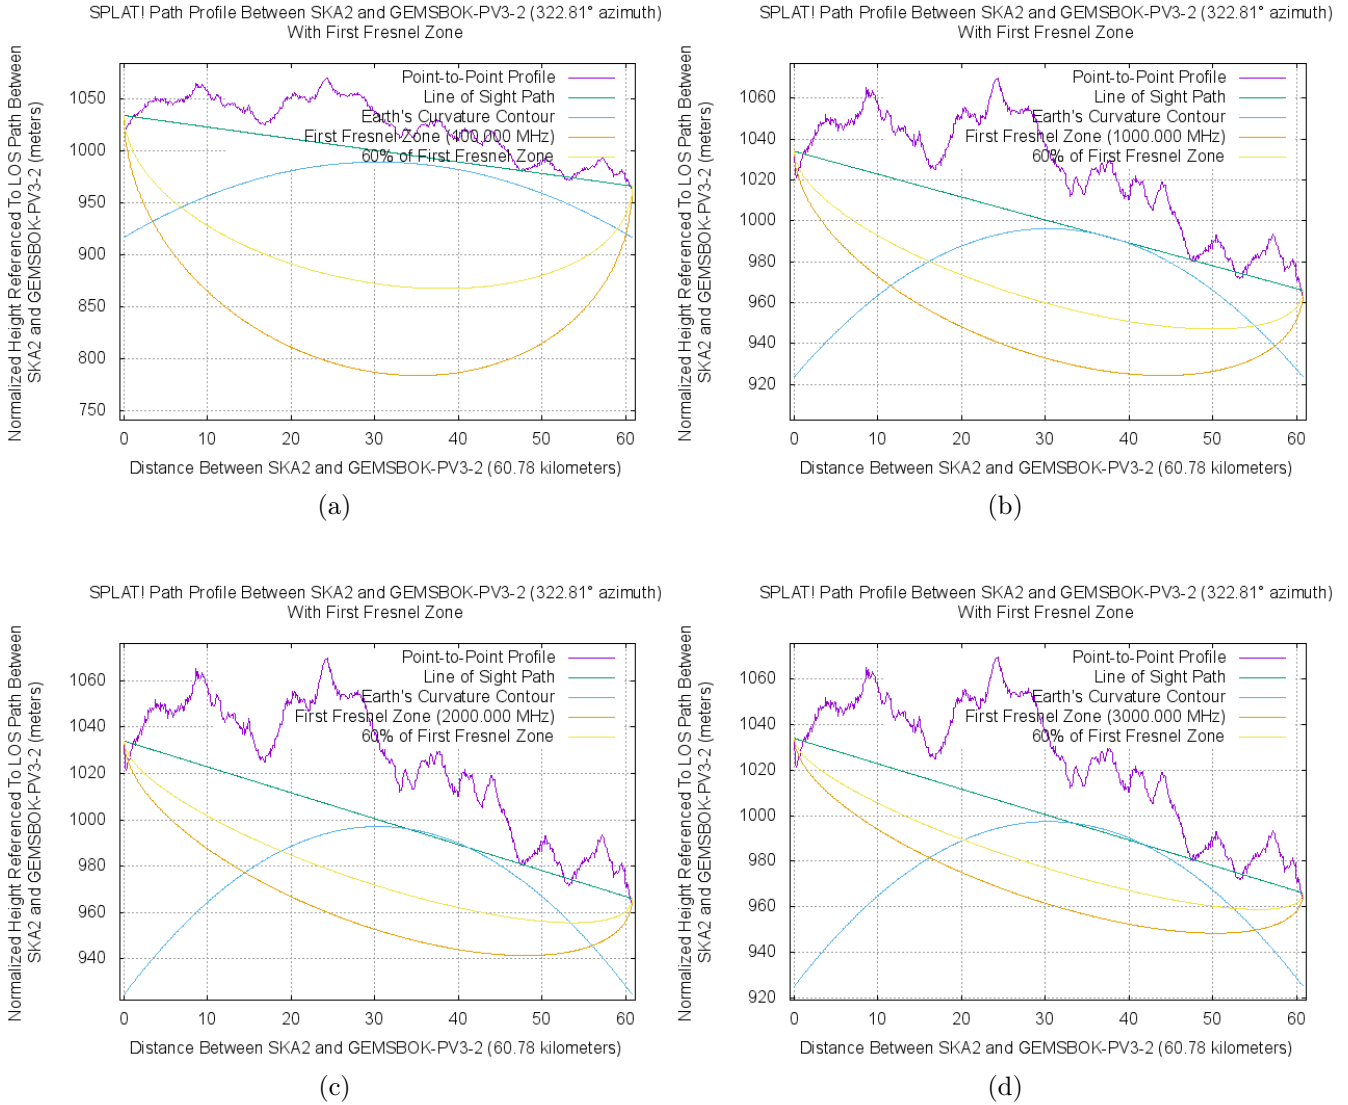 SPLAT! Path Profile Between SKA2 and GEMSBOK-PV3-2 (322.81° azimuth)
With First Fresnel Zone
Normalized Height Referenced To LOS Path Between
SKA2 and GEMSBOK-PV3-2 (meters)
1050
1000
950
900
850
800
750
Point-to-Point Profile
Line of Sight Path
Earth's Curvature Contour
First Fresnel Zone (100.000 MHz)
60% of First Fresnel Zone
0 10 20 30 40 50 60
Distance Between SKA2 and GEMSBOK-PV3-2 (60.78 kilometers)
(a)
SPLAT! Path Profile Between SKA2 and GEMSBOK-PV3-2 (322.81° azimuth)
With First Fresnel Zone
Normalized Height Referenced To LOS Path Between
SKA2 and GEMSBOK-PV3-2 (meters)
1060
1040
1020
1000
980
960
940
920
Point-to-Point Profile
Line of Sight Path
Earth's Curvature Contour
First Fresnel Zone (1000.000 MHz)
60% of First Fresnel Zone
0 10 20 30 40 50 60
Distance Between SKA2 and GEMSBOK-PV3-2 (60.78 kilometers)
(b)
SPLAT! Path Profile Between SKA2 and GEMSBOK-PV3-2 (322.81° azimuth)
With First Fresnel Zone
Normalized Height Referenced To LOS Path Between
SKA2 and GEMSBOK-PV3-2 (meters)
1060
1040
1020
1000
980
960
940
Point-to-Point Profile
Line of Sight Path
Earth's Curvature Contour
First Fresnel Zone (2000.000 MHz)
60% of First Fresnel Zone
0 10 20 30 40 50 60
Distance Between SKA2 and GEMSBOK-PV3-2 (60.78 kilometers)
(c)
SPLAT! Path Profile Between SKA2 and GEMSBOK-PV3-2 (322.81° azimuth)
With First Fresnel Zone
Normalized Height Referenced To LOS Path Between
SKA2 and GEMSBOK-PV3-2 (meters)
1060
1040
1020
1000
980
960
940
920
Point-to-Point Profile
Line of Sight Path
Earth's Curvature Contour
First Fresnel Zone (3000.000 MHz)
60% of First Fresnel Zone
0 10 20 30 40 50 60
Distance Between SKA2 and GEMSBOK-PV3-2 (60.78 kilometers)
(d)